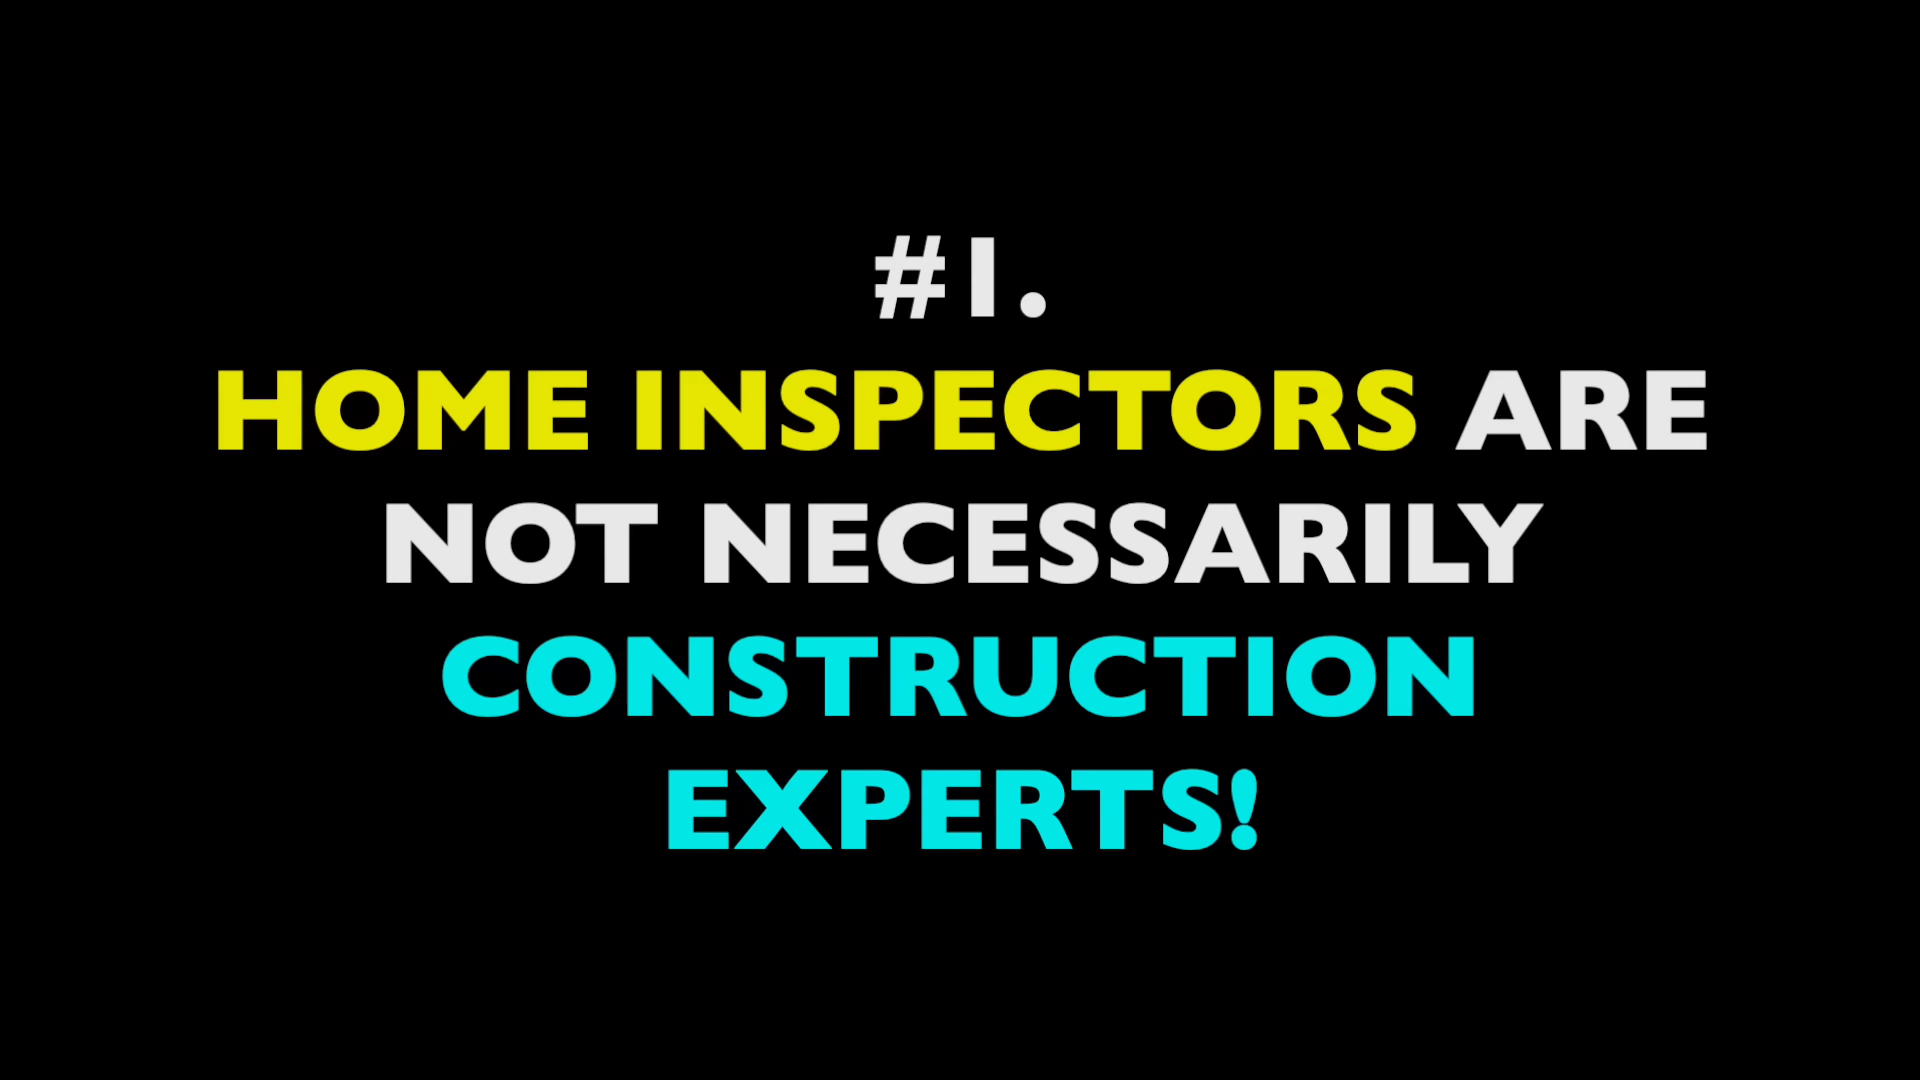 #1.
HOME INSPECTORS ARE
NOT NECESSARILY
CONSTRUCTION
EXPERTS!